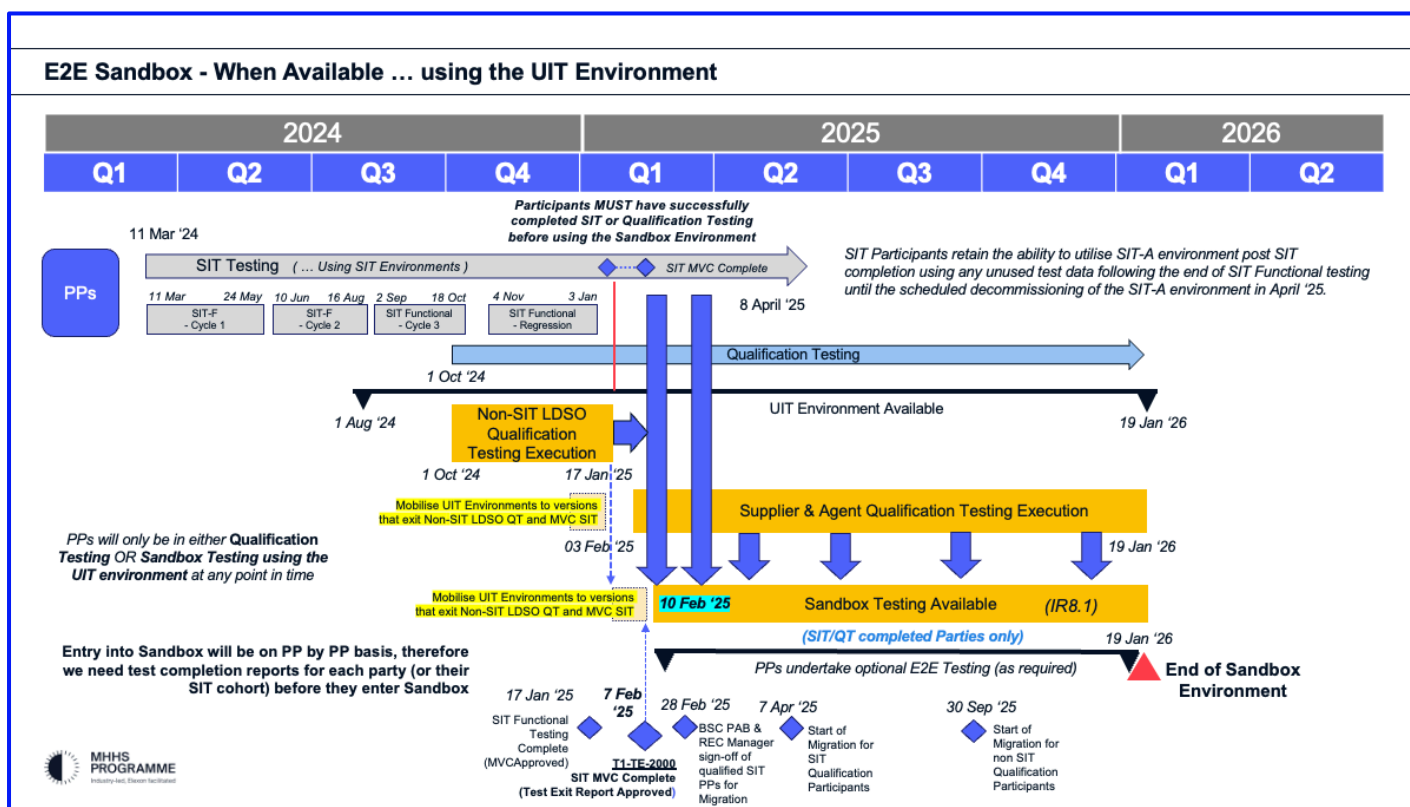 E2E Sandbox - When Available … using the UIT Environment
2024
2025
2026
Q1
Q2
Q3
Q4
Q1
Q2
Q3
Q4
Q1
Q2
Participants MUST have successfully
completed SIT or Qualification Testing
before using the Sandbox Environment
11 Mar ‘24
PPs
SIT Testing ( … Using SIT Environments )
SIT MVC Complete
8 April ‘25
SIT Participants retain the ability to utilise SIT-A environment post SIT
completion using any unused test data following the end of SIT Functional testing
until the scheduled decommissioning of the SIT-A environment in April ‘25.
11 Mar
24 May
10 Jun
16 Aug
2 Sep
18 Oct
4 Nov
3 Jan
SIT-F
- Cycle 1
SIT-F
- Cycle 2
SIT Functional
- Cycle 3
SIT Functional
- Regression
Qualification Testing
1 Oct ‘24
UIT Environment Available
1 Aug ‘24
19 Jan ‘26
Non-SIT LDSO
Qualification
Testing Execution
1 Oct ‘24
17 Jan ‘25
Mobilise UIT Environments to versions
that exit Non-SIT LDSO QT and MVC SIT
Supplier & Agent Qualification Testing Execution
03 Feb ‘25
19 Jan ‘26
PPs will only be in either Qualification
Testing OR Sandbox Testing using the
UIT environment at any point in time
Mobilise UIT Environments to versions
that exit Non-SIT LDSO QT and MVC SIT
10 Feb ‘25
Sandbox Testing Available
(IR8.1)
(SIT/QT completed Parties only)
19 Jan ‘26
Entry into Sandbox will be on PP by PP basis, therefore
we need test completion reports for each party (or their
SIT cohort) before they enter Sandbox
PPs undertake optional E2E Testing (as required)
End of Sandbox
Environment
17 Jan ‘25
SIT Functional
Testing
Complete
(MVCApproved)
7 Feb
‘25
T1-TE-2000
SIT MVC Complete
(Test Exit Report Approved)
28 Feb ‘25
BSC PAB &
REC Manager
sign-off of
qualified SIT
PPs for
Migration
7 Apr ‘25
Start of
Migration for
SIT
Qualification
Participants
30 Sep ‘25
Start of
Migration for
non SIT
Qualification
Participants
MHHS
PROGRAMME
Industry-led, Elexon facilitated